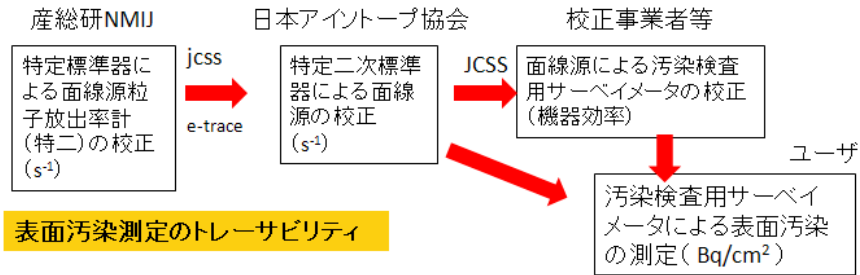 産総研NMIJ
日本アイソトープ協会
校正事業者等
特定標準器に
よる面線源粒
子放出率計
(特二)の校正
(s⁻¹)
jcss
e-trace
特定二次標準
器による面線
源の校正
(s⁻¹)
JCSS
面線源による汚染検査
用サーベイメータの校正
(機器効率)
ユーザ
汚染検査用サーベイ
メータによる表面汚染
の測定( Bq/cm²)
表面汚染測定のトレーサビリティ